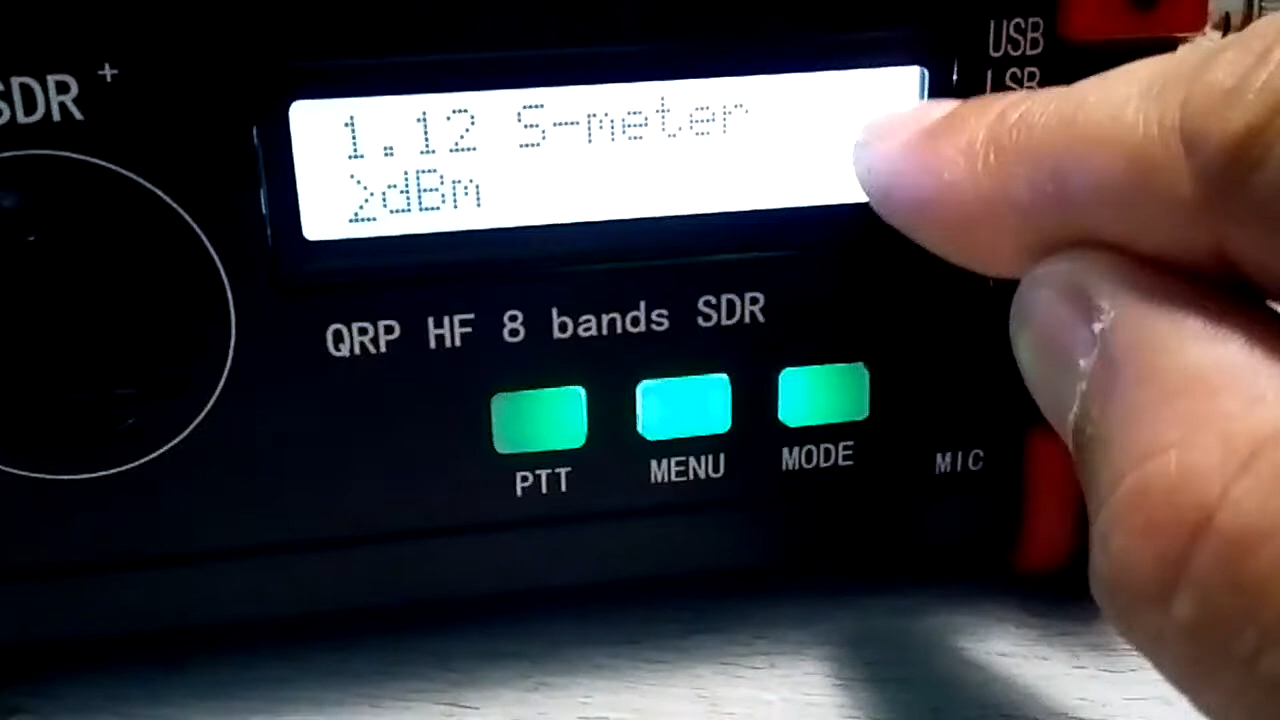 SDR+
1.12 S-meter
>dBm
USB
LSB
QRP HF 8 bands SDR
PTT
MENU
MODE
MIC